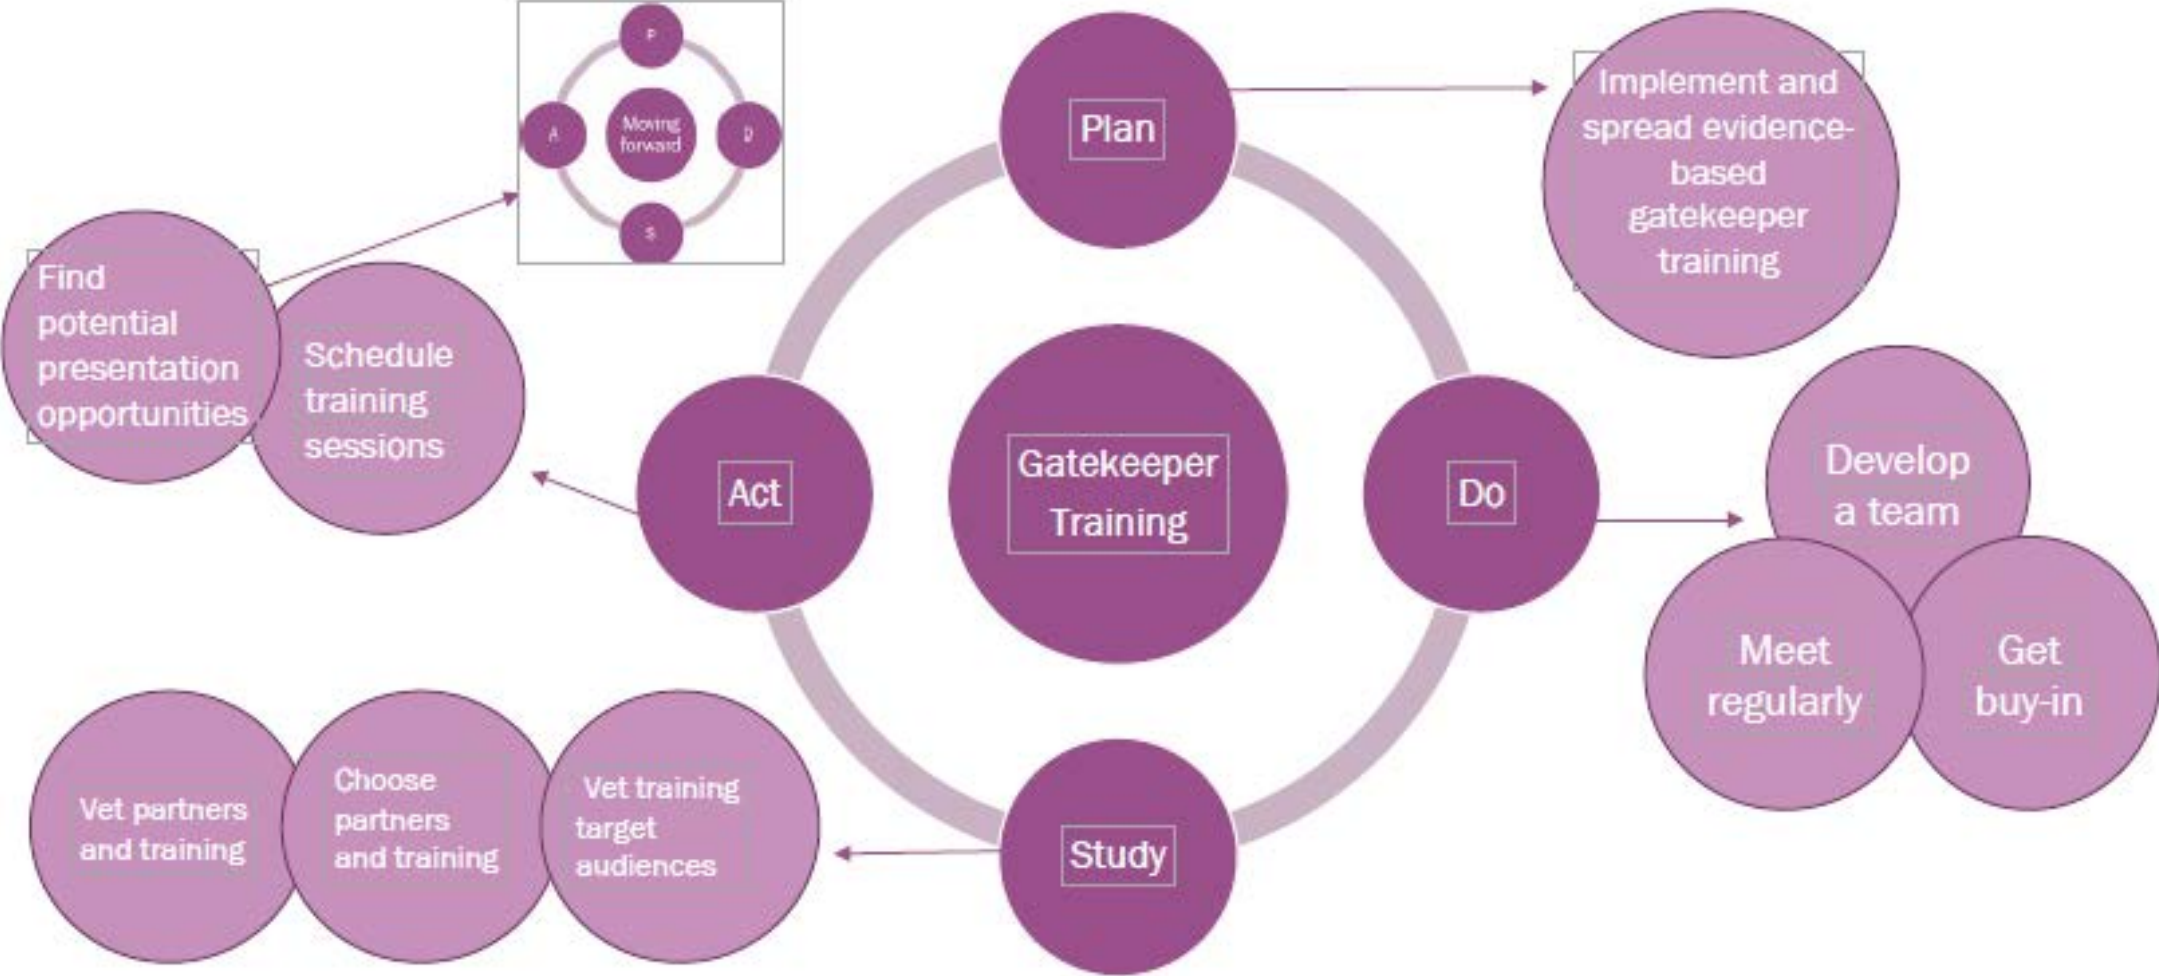 P
A
Moving
forward
D
S
Plan
Implement and
spread evidence-
based
gatekeeper
training
Find
potential
presentation
opportunities
Schedule
training
sessions
Act
Gatekeeper
Training
Do
Develop
a team
Meet
regularly
Get
buy-in
Vet partners
and training
Choose
partners
and training
Vet training
target
audiences
Study